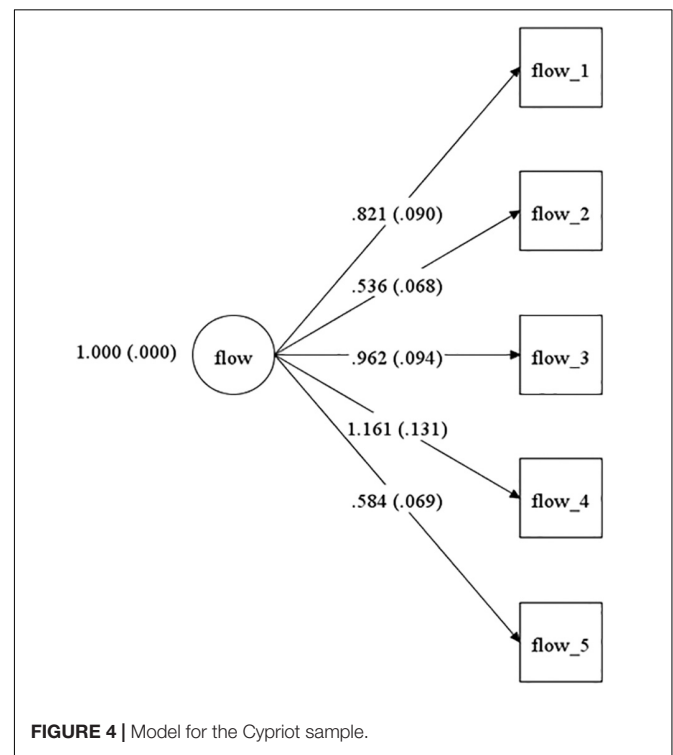 flow_1
.821 (.090)
flow_2
.536 (.068)
1.000 (.000)
flow
.962 (.094)
flow_3
1.161 (.131)
flow_4
.584 (.069)
flow_5
FIGURE 4 | Model for the Cypriot sample.